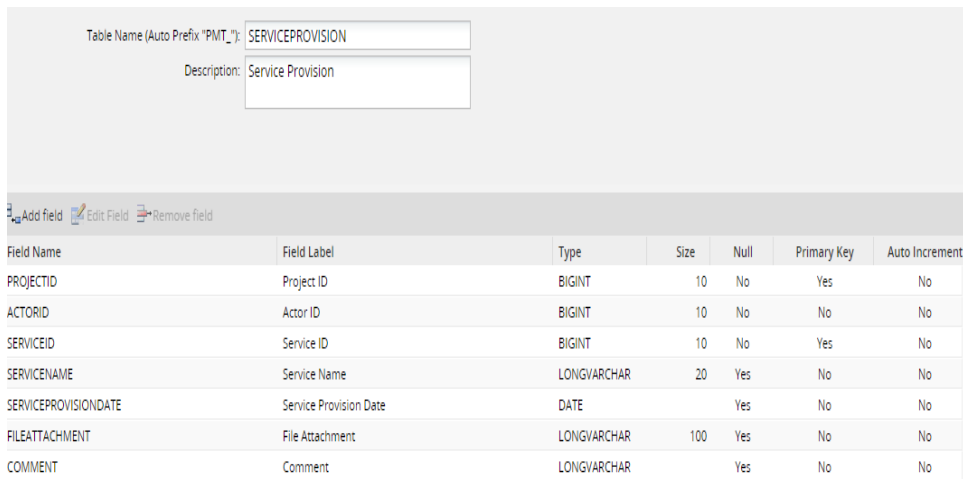 Table Name (Auto Prefix "PMT_"): SERVICEPROVISION
Description: Service Provision
Add field Edit Field Remove field
Field Name Field Label Type Size Null Primary Key Auto Increment
PROJECTID Project ID BIGINT 10 No Yes No
ACTORID Actor ID BIGINT 10 No No No
SERVICEID Service ID BIGINT 10 No Yes No
SERVICENAME Service Name LONGVARCHAR 20 Yes No No
SERVICEPROVISIONDATE Service Provision Date DATE Yes No No
FILEATTACHMENT File Attachment LONGVARCHAR 100 Yes No No
COMMENT Comment LONGVARCHAR Yes No No